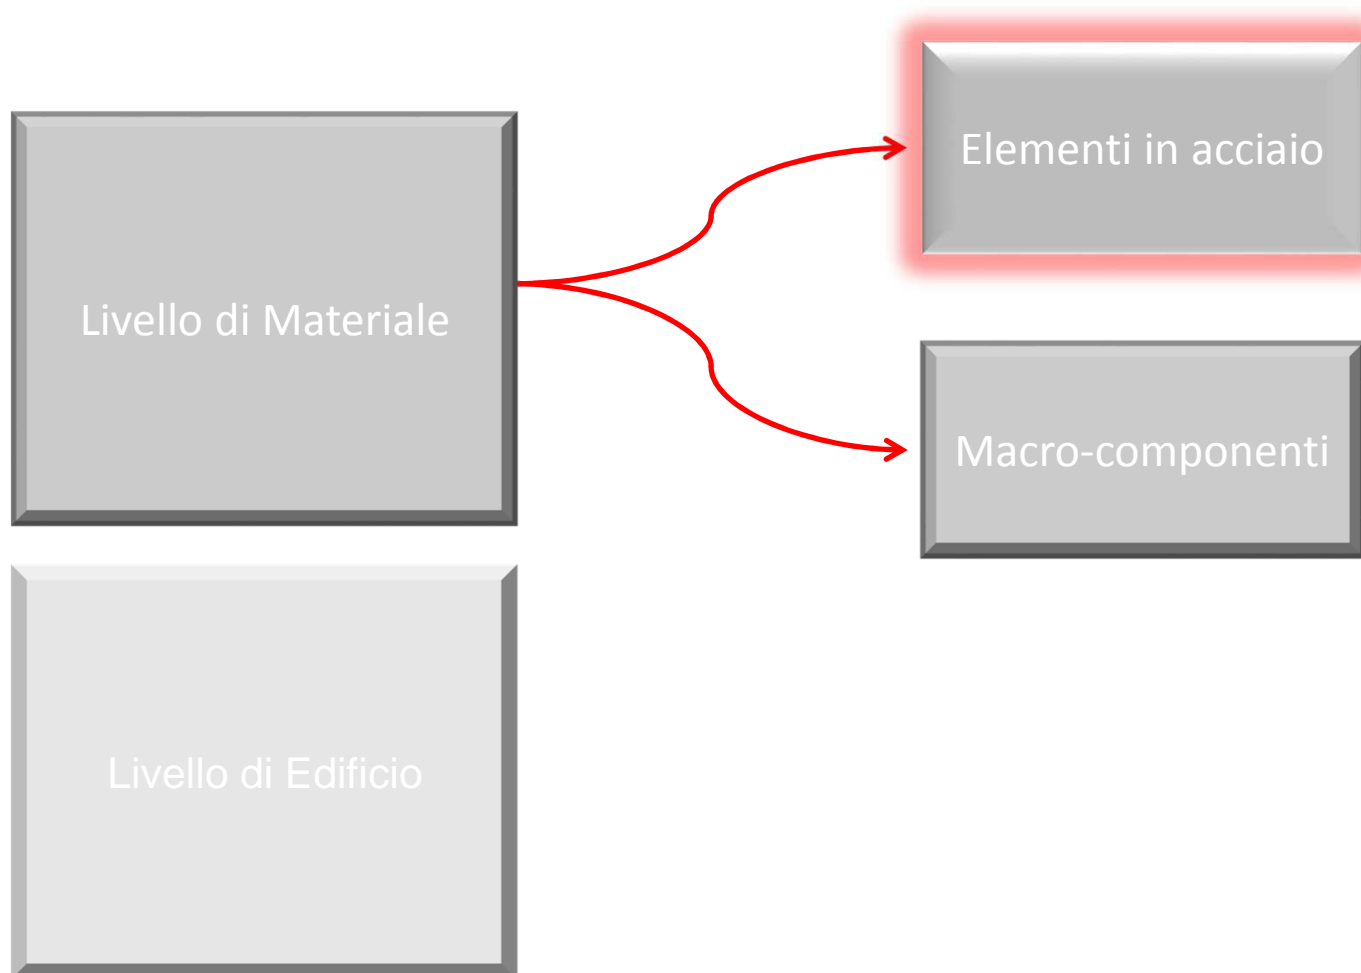 Elementi in acciaio
Livello di Materiale
Macro-componenti
Livello di Edificio